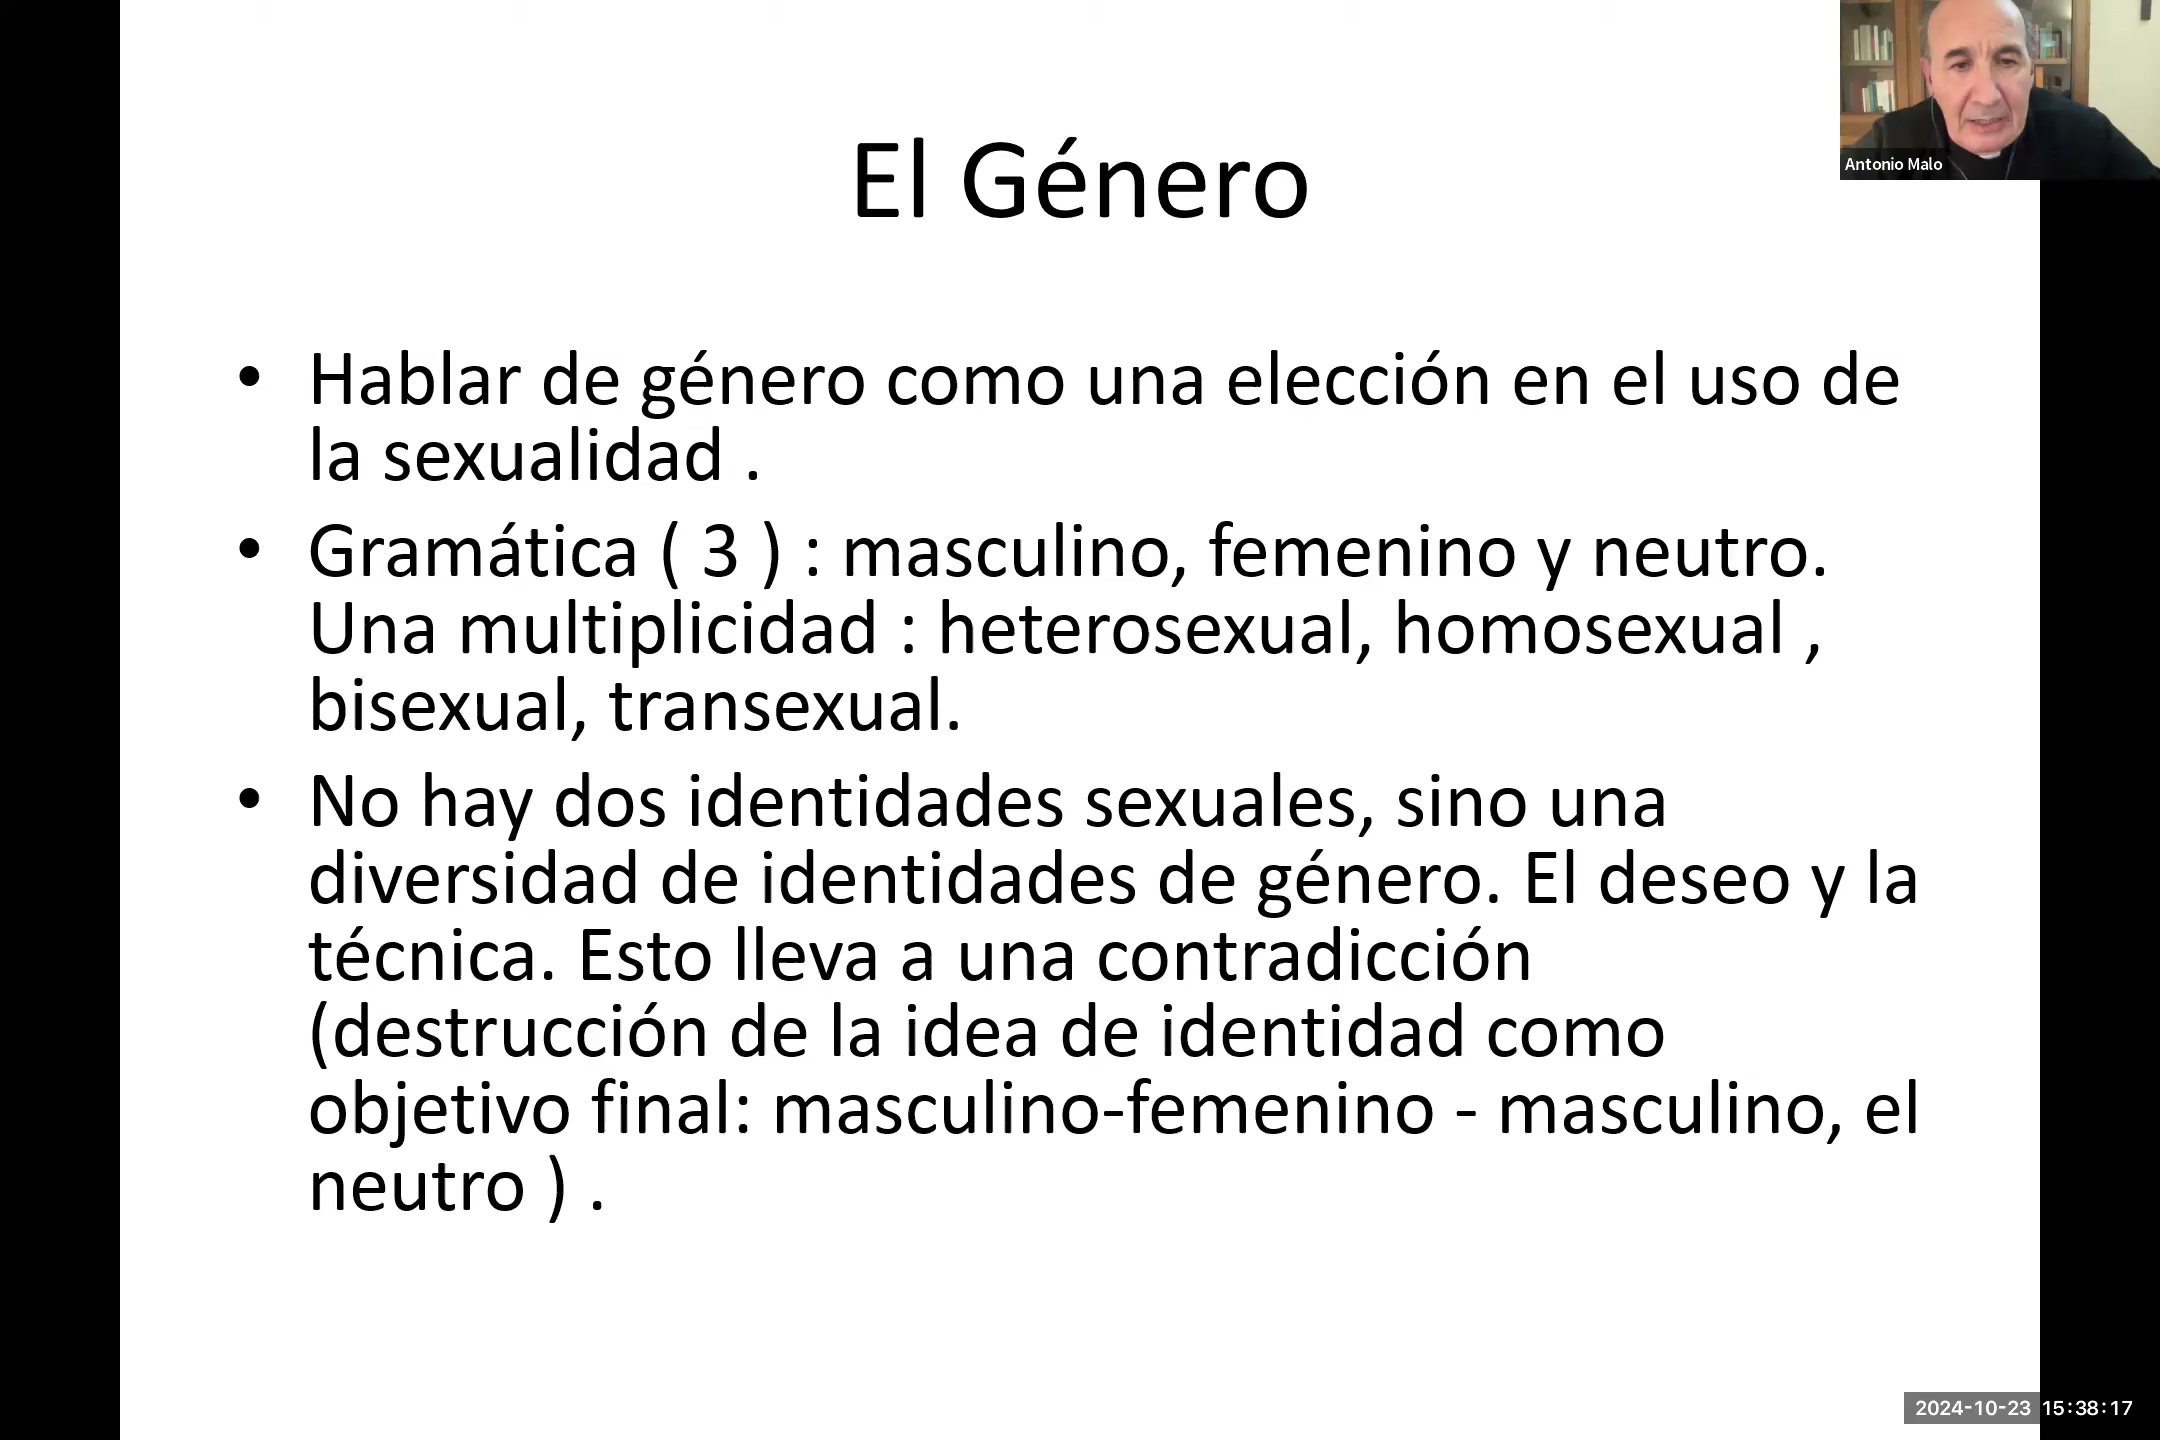 El Género
Antonio Malo
• Hablar de género como una elección en el uso de
la sexualidad .
• Gramática ( 3 ) : masculino, femenino y neutro.
Una multiplicidad : heterosexual, homosexual ,
bisexual, transexual.
• No hay dos identidades sexuales, sino una
diversidad de identidades de género. El deseo y la
técnica. Esto lleva a una contradicción
(destrucción de la idea de identidad como
objetivo final: masculino-femenino - masculino, el
neutro ) .
2024-10-23 15:38:17